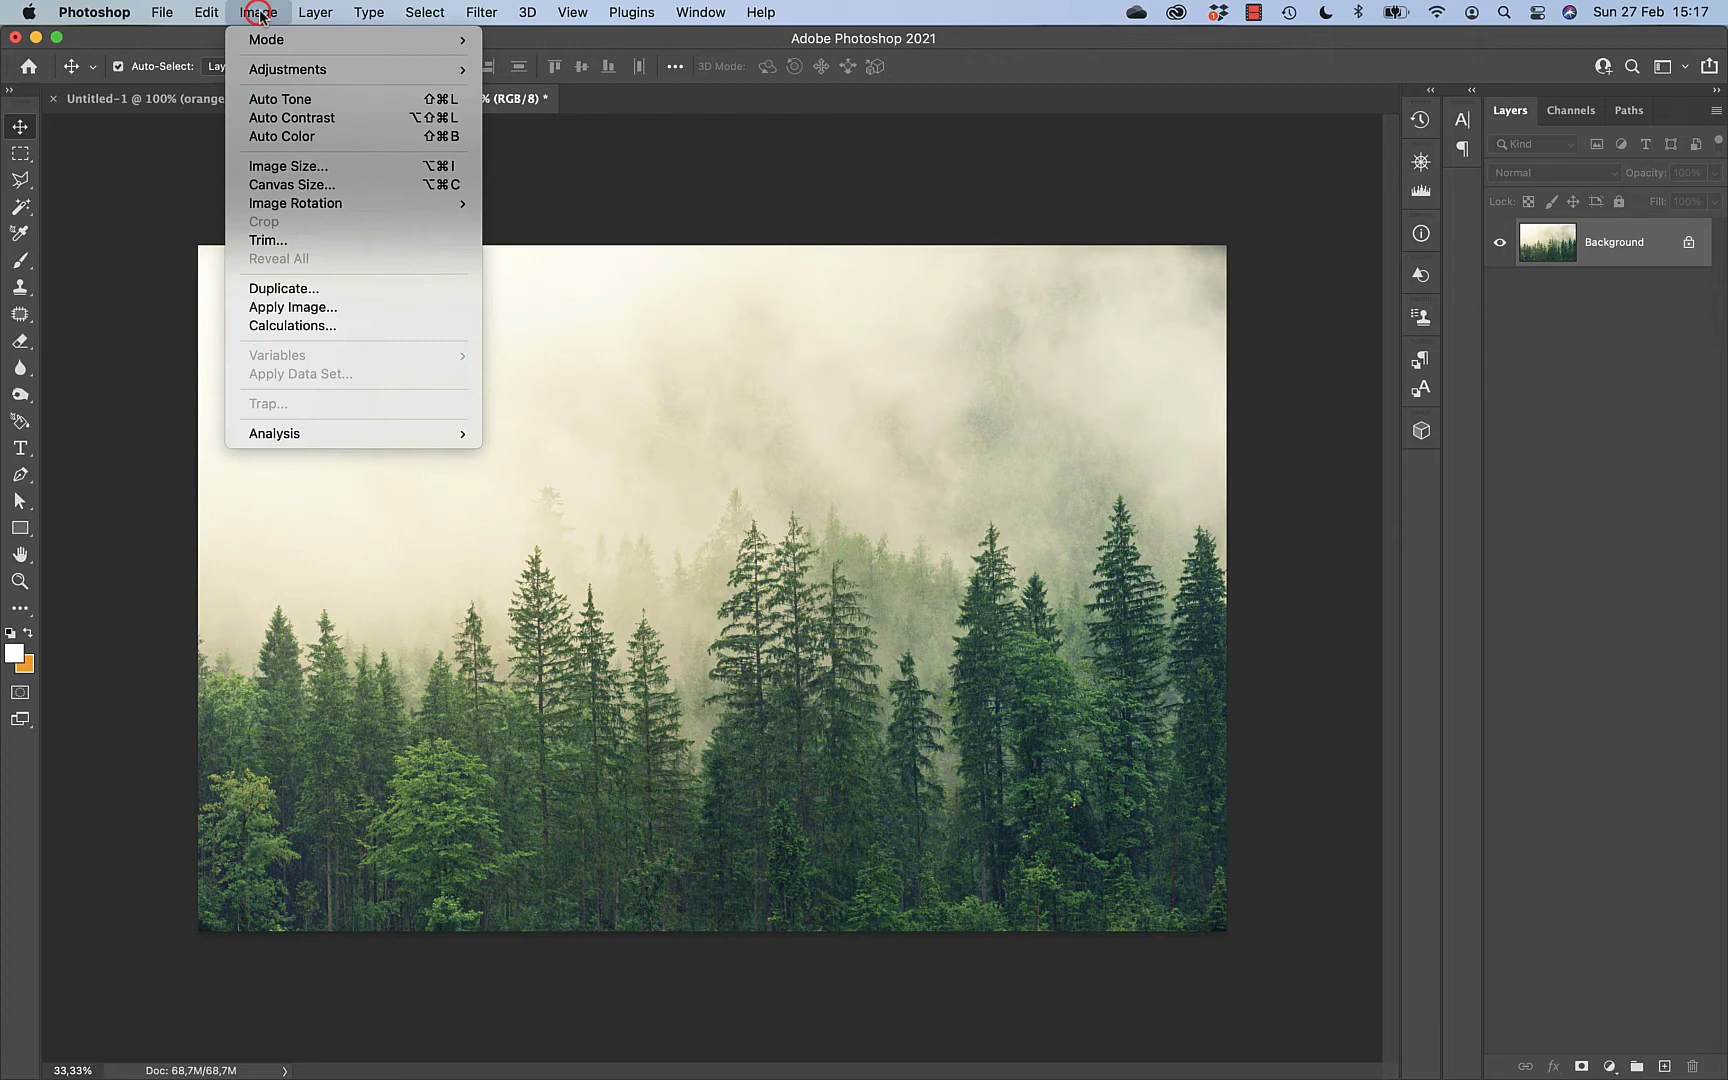 Photoshop File Edit Image Layer Type Select Filter 3D View Plugins Window Help Sun 27 Feb 15:17
Adobe Photoshop 2021
Auto-Select: Lay 3D Mode:
Untitled-1 @ 100% (orange % (RGB/8) *
Mode
Adjustments
Auto Tone ⇧⌘L
Auto Contrast ⌥⇧⌘L
Auto Color ⇧⌘B
Image Size... ⌥⌘I
Canvas Size... ⌥⌘C
Image Rotation
Crop
Trim...
Reveal All
Duplicate...
Apply Image...
Calculations...
Variables
Apply Data Set...
Trap...
Analysis
Layers Channels Paths
Kind
Normal Opacity: 100%
Lock: Fill: 100%
Background
33,33% Doc: 68,7M/68,7M